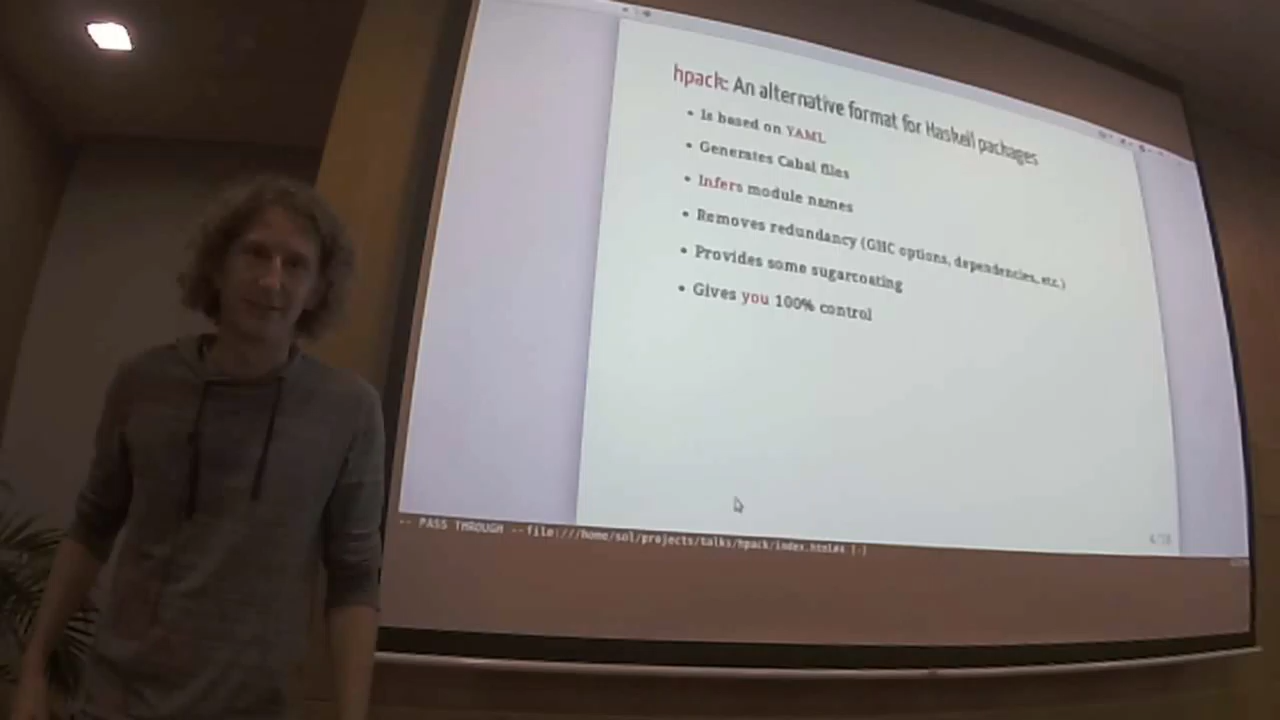 hpack: An alternative format for Haskell packages
• Is based on YAML
• Generates Cabal files
• Infers module names
• Removes redundancy (GHC options, dependencies, etc.)
• Provides some sugarcoating
• Gives you 100% control
-- PASS THROUGH --file:///home/sol/projects/talks/hpack/index.html#4 [-]